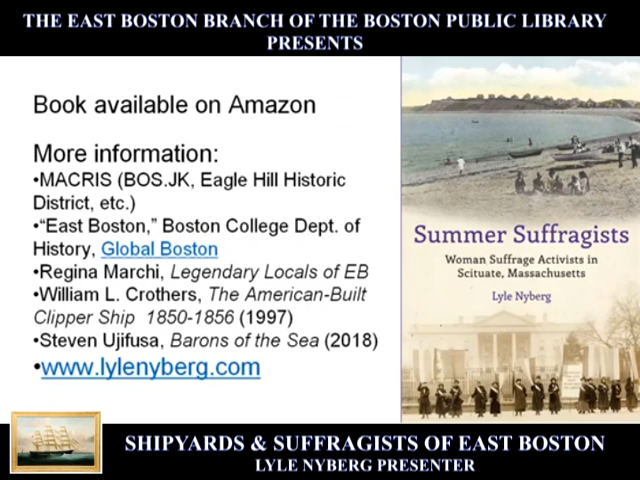 THE EAST BOSTON BRANCH OF THE BOSTON PUBLIC LIBRARY
PRESENTS
Book available on Amazon
More information:
•MACRIS (BOS.JK, Eagle Hill Historic
District, etc.)
•“East Boston,” Boston College Dept. of
History, Global Boston
•Regina Marchi, Legendary Locals of EB
•William L. Crothers, The American-Built
Clipper Ship 1850-1856 (1997)
•Steven Ujifusa, Barons of the Sea (2018)
•www.lylenyberg.com
Summer Suffragists
Woman Suffrage Activists in
Scituate, Massachusetts
Lyle Nyberg
SHIPYARDS & SUFFRAGISTS OF EAST BOSTON
LYLE NYBERG PRESENTER